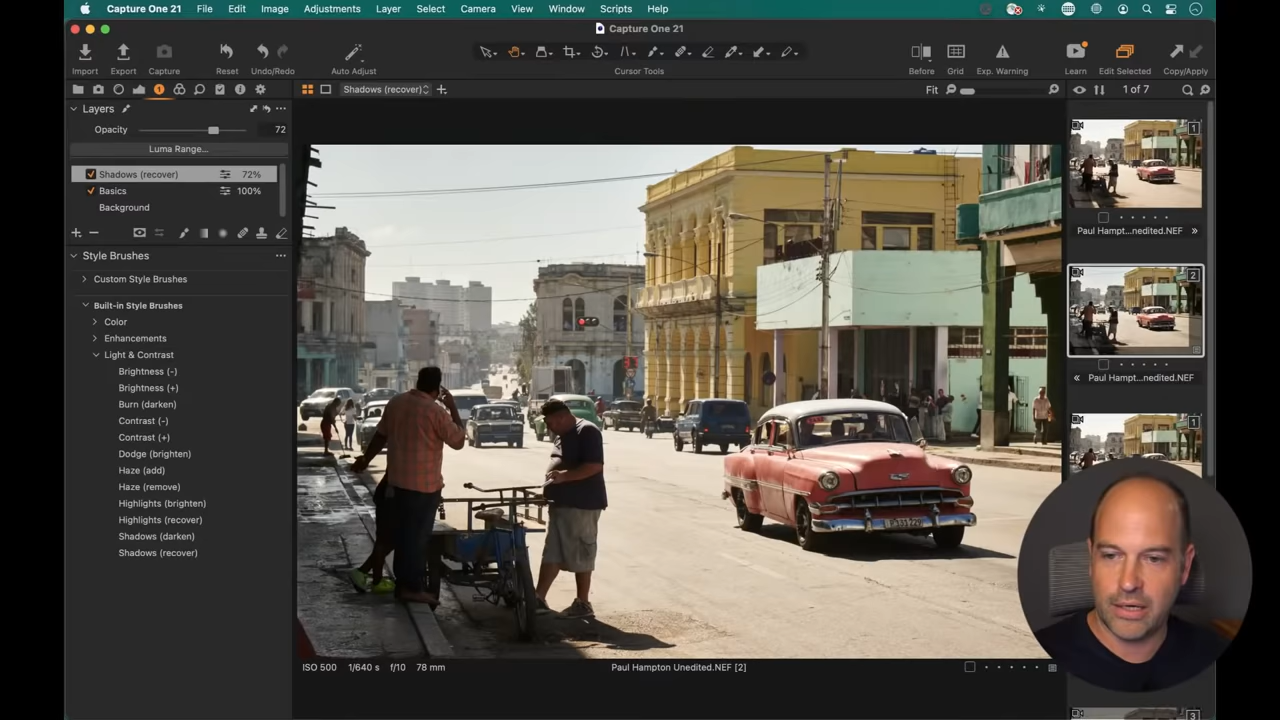 Capture One 21 File Edit Image Adjustments Layer Select Camera View Window Scripts Help
Capture One 21
Import Export Capture Reset Undo/Redo Auto Adjust Cursor Tools Before Grid Exp. Warning Learn Edit Selected Copy/Apply
Layers
Shadows (recover)
Fit
1 of 7
Opacity 72
Luma Range...
Shadows (recover) 72%
Basics 100%
Background
Style Brushes
Custom Style Brushes
Built-in Style Brushes
Color
Enhancements
Light & Contrast
Brightness (-)
Brightness (+)
Burn (darken)
Contrast (-)
Contrast (+)
Dodge (brighten)
Haze (add)
Haze (remove)
Highlights (brighten)
Highlights (recover)
Shadows (darken)
Shadows (recover)
1
Paul Hampt...nedited.NEF
2
Paul Hampt...nedited.NEF
1
3
ISO 500 1/640 s f/10 78 mm
Paul Hampton Unedited.NEF [2]